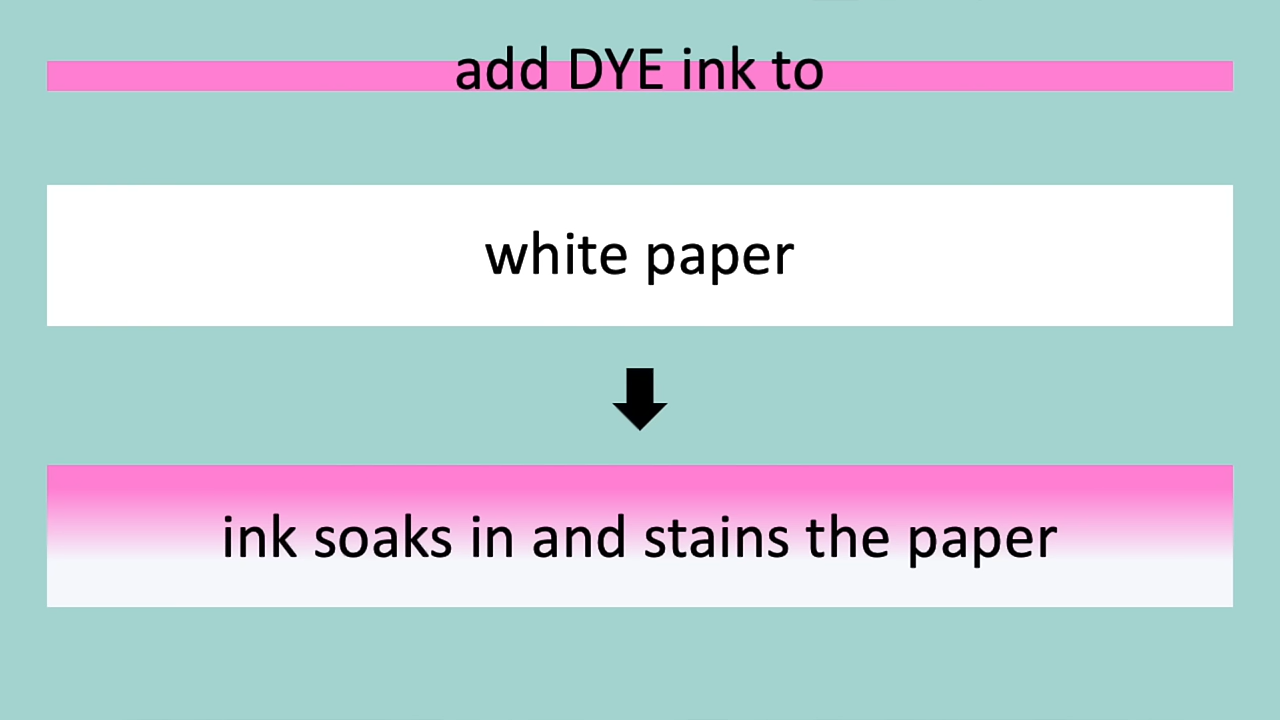 add DYE ink to
white paper
ink soaks in and stains the paper